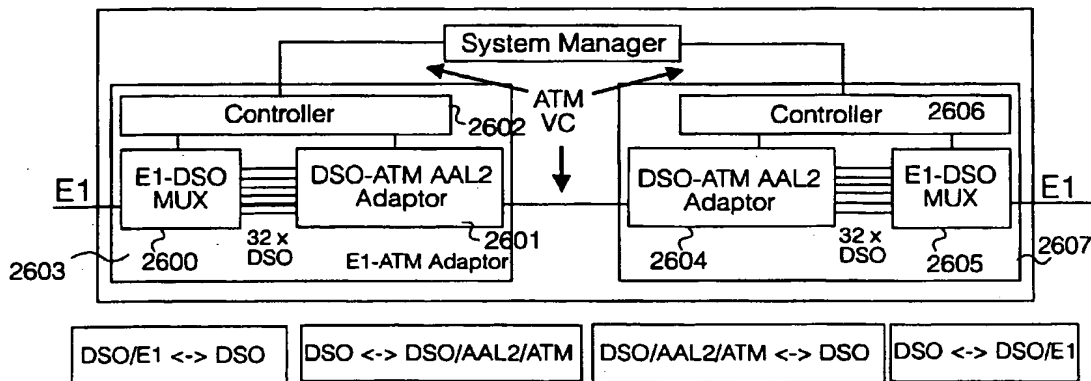 System Manager
ATM
VC
Controller
2602
Controller 2606
E1
E1-DSO
MUX
DSO-ATM AAL2
Adaptor
DSO-ATM AAL2
Adaptor
E1-DSO
MUX
E1
2603
2600
32 x
DSO
2601
E1-ATM Adaptor
2604
32 x
DSO
2605
2607
DSO/E1 <-> DSO
DSO <-> DSO/AAL2/ATM
DSO/AAL2/ATM <-> DSO
DSO <-> DSO/E1